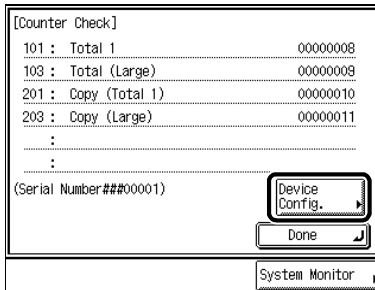 [Counter Check]
101 : Total 1 00000008
103 : Total (Large) 00000009
201 : Copy (Total 1) 00000010
203 : Copy (Large) 00000011
:
:
(Serial Number###00001)
Device
Config.
Done
System Monitor